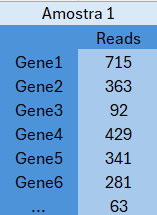 Amostra 1
Reads
Gene1 715
Gene2 363
Gene3 92
Gene4 429
Gene5 341
Gene6 281
... 63